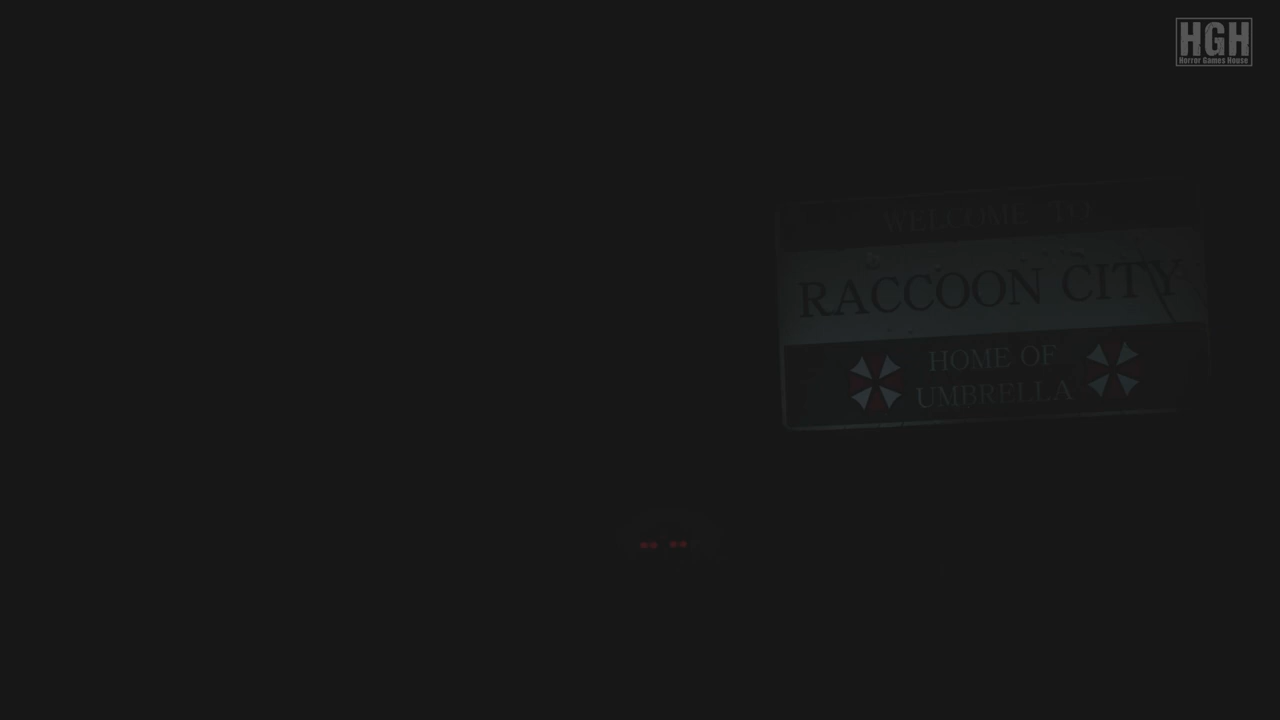 HGH
Horror Games House
WELCOME TO
RACCOON CITY
HOME OF
UMBRELLA